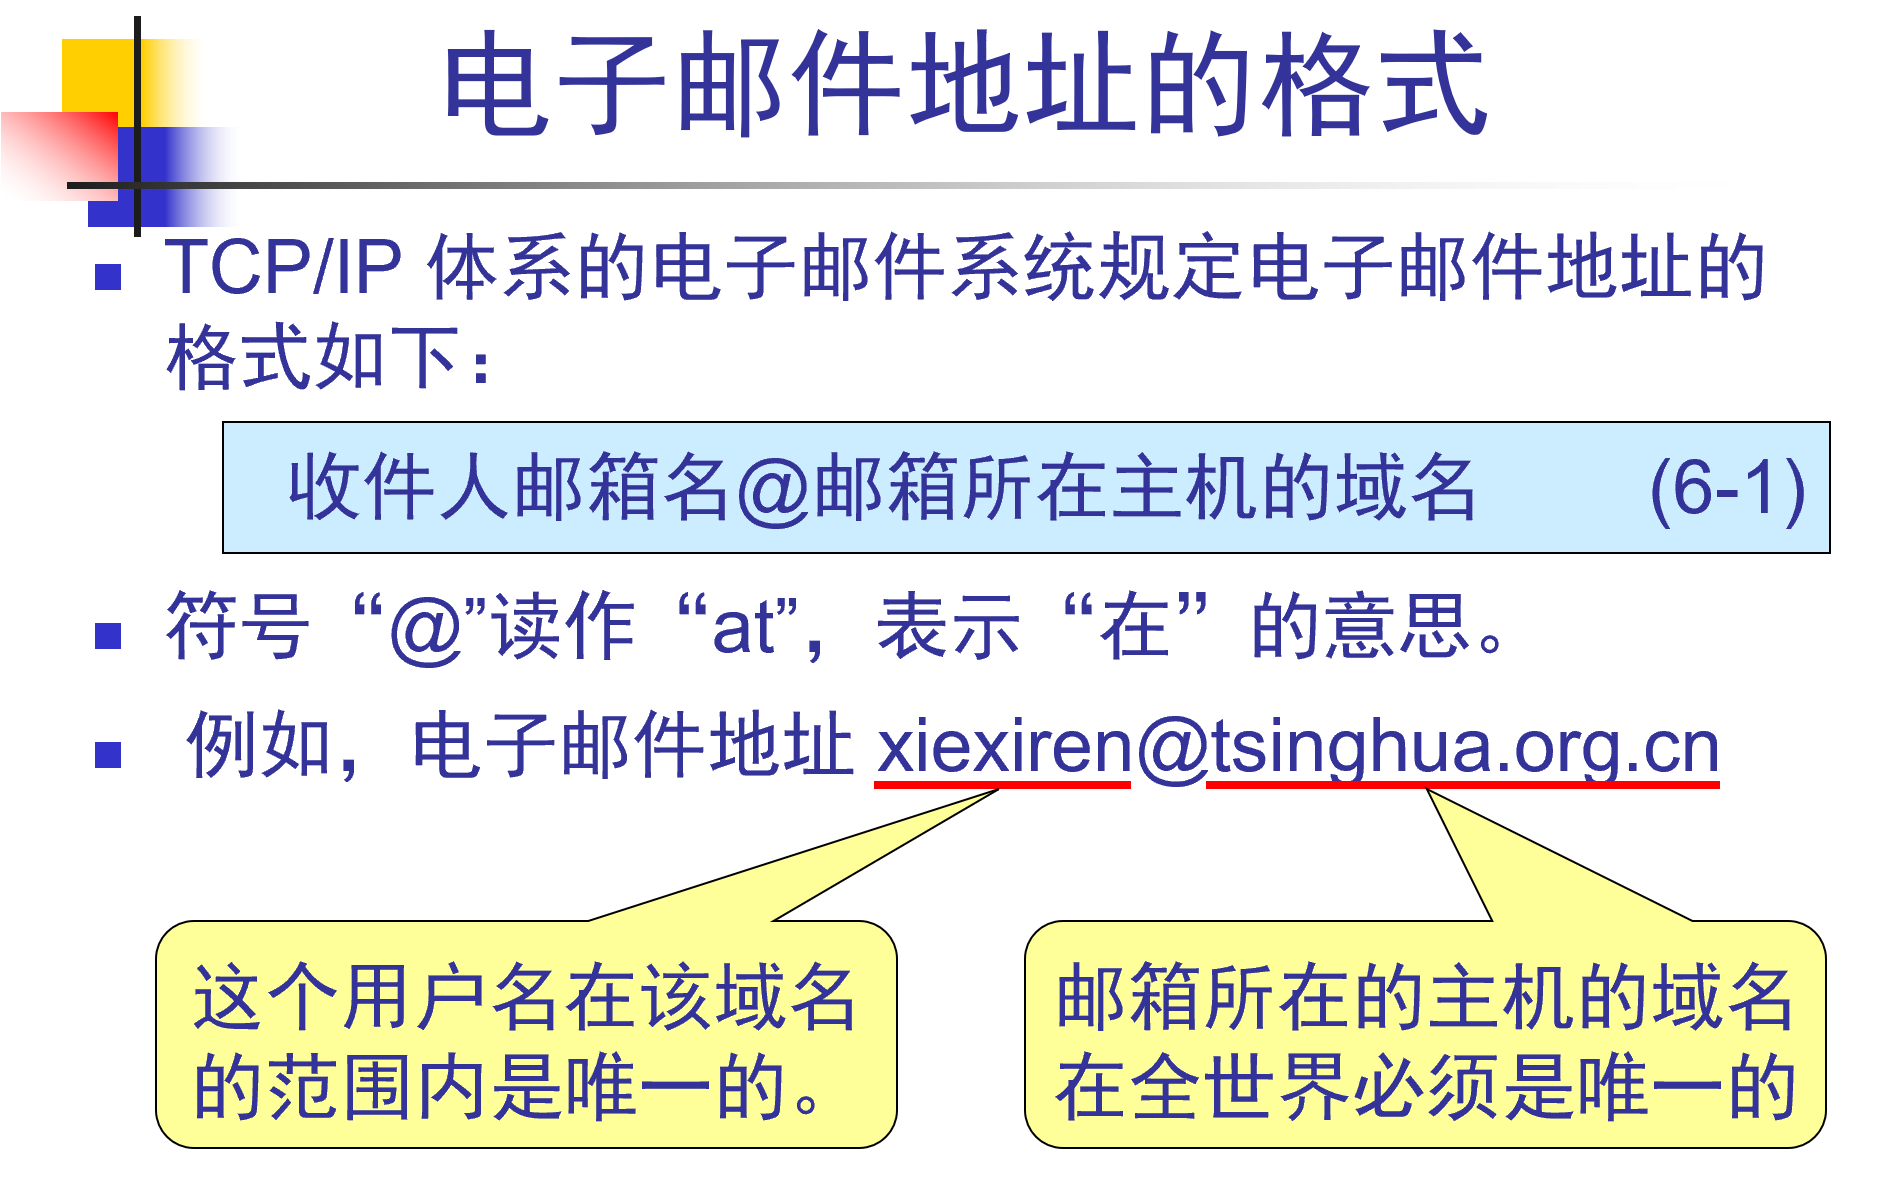 电子邮件地址的格式
TCP/IP 体系的电子邮件系统规定电子邮件地址的
格式如下：
收件人邮箱名@邮箱所在主机的域名 (6-1)
符号“@”读作“at”，表示“在”的意思。
例如，电子邮件地址 xiexiren@tsinghua.org.cn
这个用户名在该域名
的范围内是唯一的。
邮箱所在的主机的域名
在全世界必须是唯一的